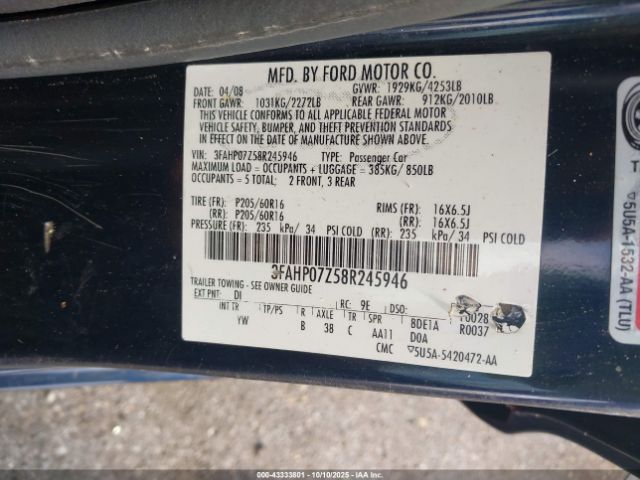 MFD. BY FORD MOTOR CO.
DATE: 04/08 GVWR: 1929KG/4253LB
FRONT GAWR: 1031KG/2272LB REAR GAWR: 912KG/2010LB
THIS VEHICLE CONFORMS TO ALL APPLICABLE FEDERAL MOTOR
VEHICLE SAFETY, BUMPER, AND THEFT PREVENTION STANDARDS
IN EFFECT ON THE DATE OF MANUFACTURE SHOWN ABOVE.
VIN: 3FAHP07Z58R245946 TYPE: Passenger Car
MAXIMUM LOAD = OCCUPANTS + LUGGAGE = 385KG/ 850LB
OCCUPANTS = 5 TOTAL: 2 FRONT, 3 REAR
TIRE (FR): P205/60R16 RIMS (FR): 16X6.5J
(RR): P205/60R16 (RR): 16X6.5J
PRESSURE (FR): 235 kPa/ 34 PSI COLD (RR): 235 kPa/ 34 PSI COLD
3FAHP07Z58R245946
TRAILER TOWING - SEE OWNER GUIDE
EXT PNT: DI RC: 9E DSO:
INT TR TP/PS R AXLE TR SPR
YW B 38 C AA11
BDE1A
D0A R0037
CMC 5U5A-5420472-AA
5U5A-1532-AA (TLU)
000-43333801 - 10/10/2025 - IAAI.com